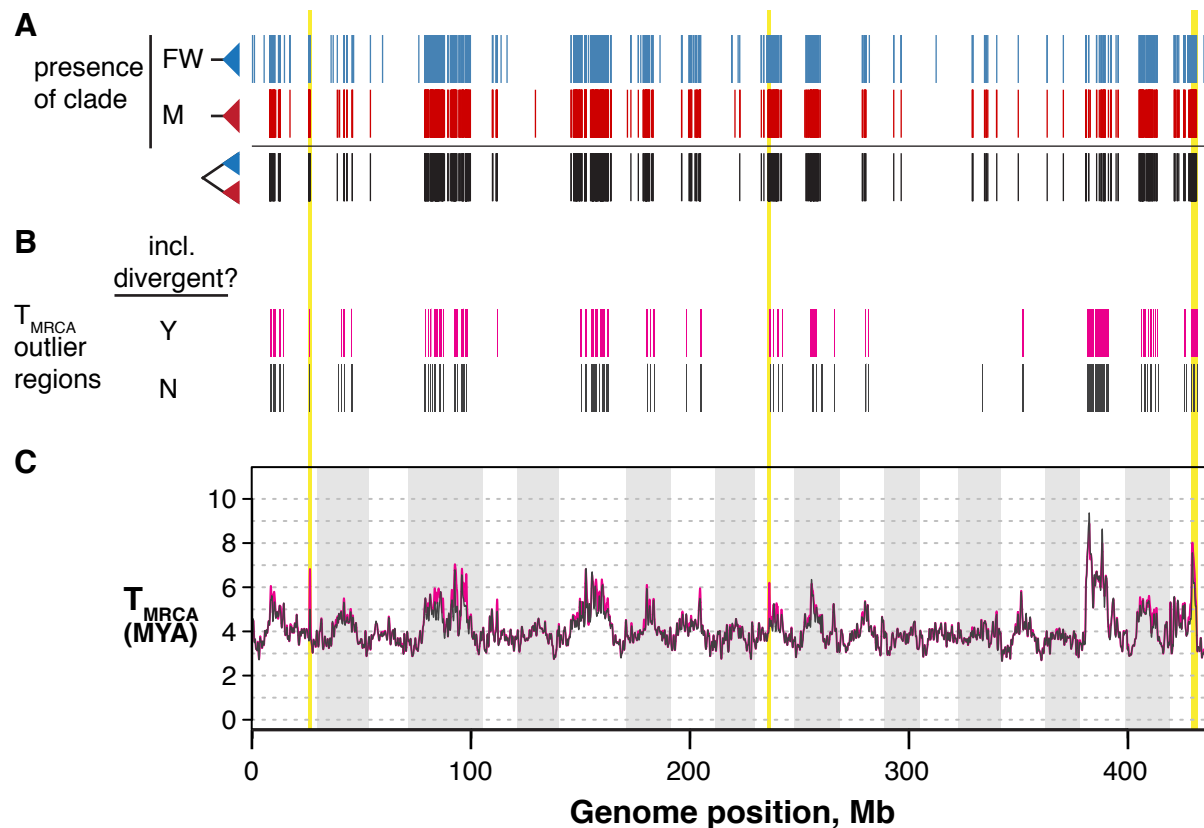 A
presence
of clade
FW
M
B
incl.
divergent?
TMRCA
outlier
regions
Y
N
C
10
8
6
4
2
0
TMRCA
(MYA)
0 100 200 300 400
Genome position, Mb